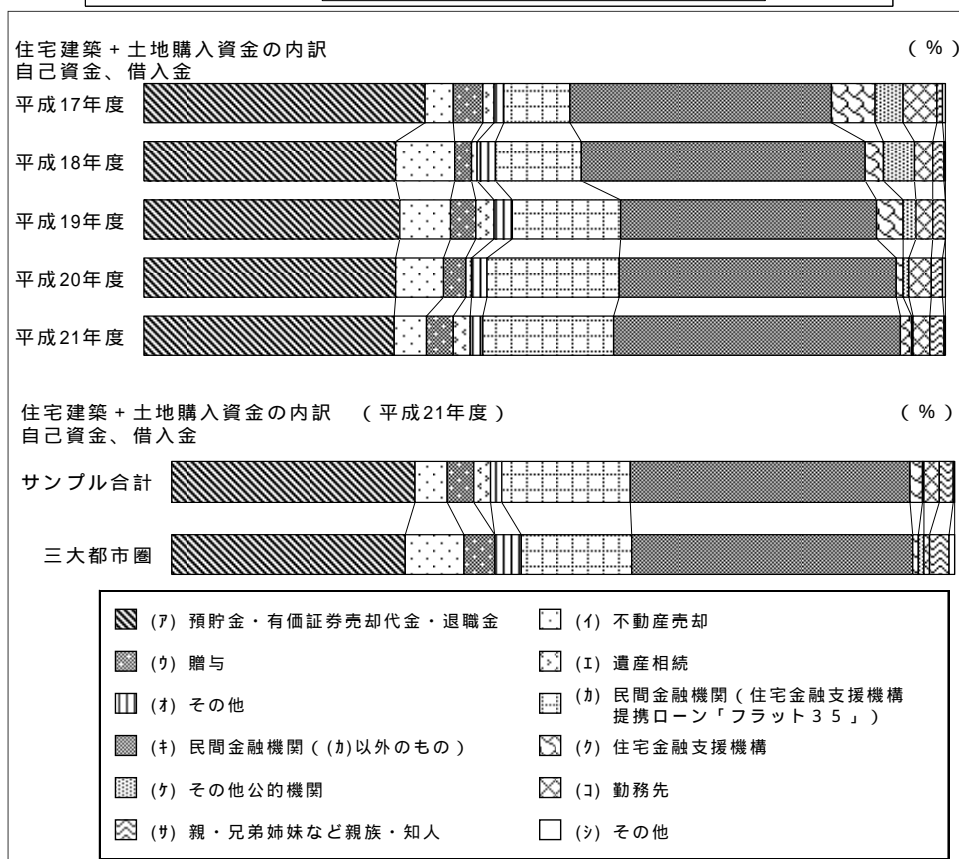 住宅建築+土地購入資金の内訳 (%)
自己資金、借入金
平成17年度
平成18年度
平成19年度
平成20年度
平成21年度
住宅建築+土地購入資金の内訳 (平成21年度) (%)
自己資金、借入金
サンプル合計
三大都市圏
(ア) 預貯金・有価証券売却代金・退職金
(イ) 不動産売却
(ウ) 贈与
(エ) 遺産相続
(オ) その他
(カ) 民間金融機関(住宅金融支援機構
提携ローン「フラット35」)
(キ) 民間金融機関((カ)以外のもの)
(ク) 住宅金融支援機構
(ケ) その他公的機関
(コ) 勤務先
(サ) 親・兄弟姉妹など親族・知人
(シ) その他